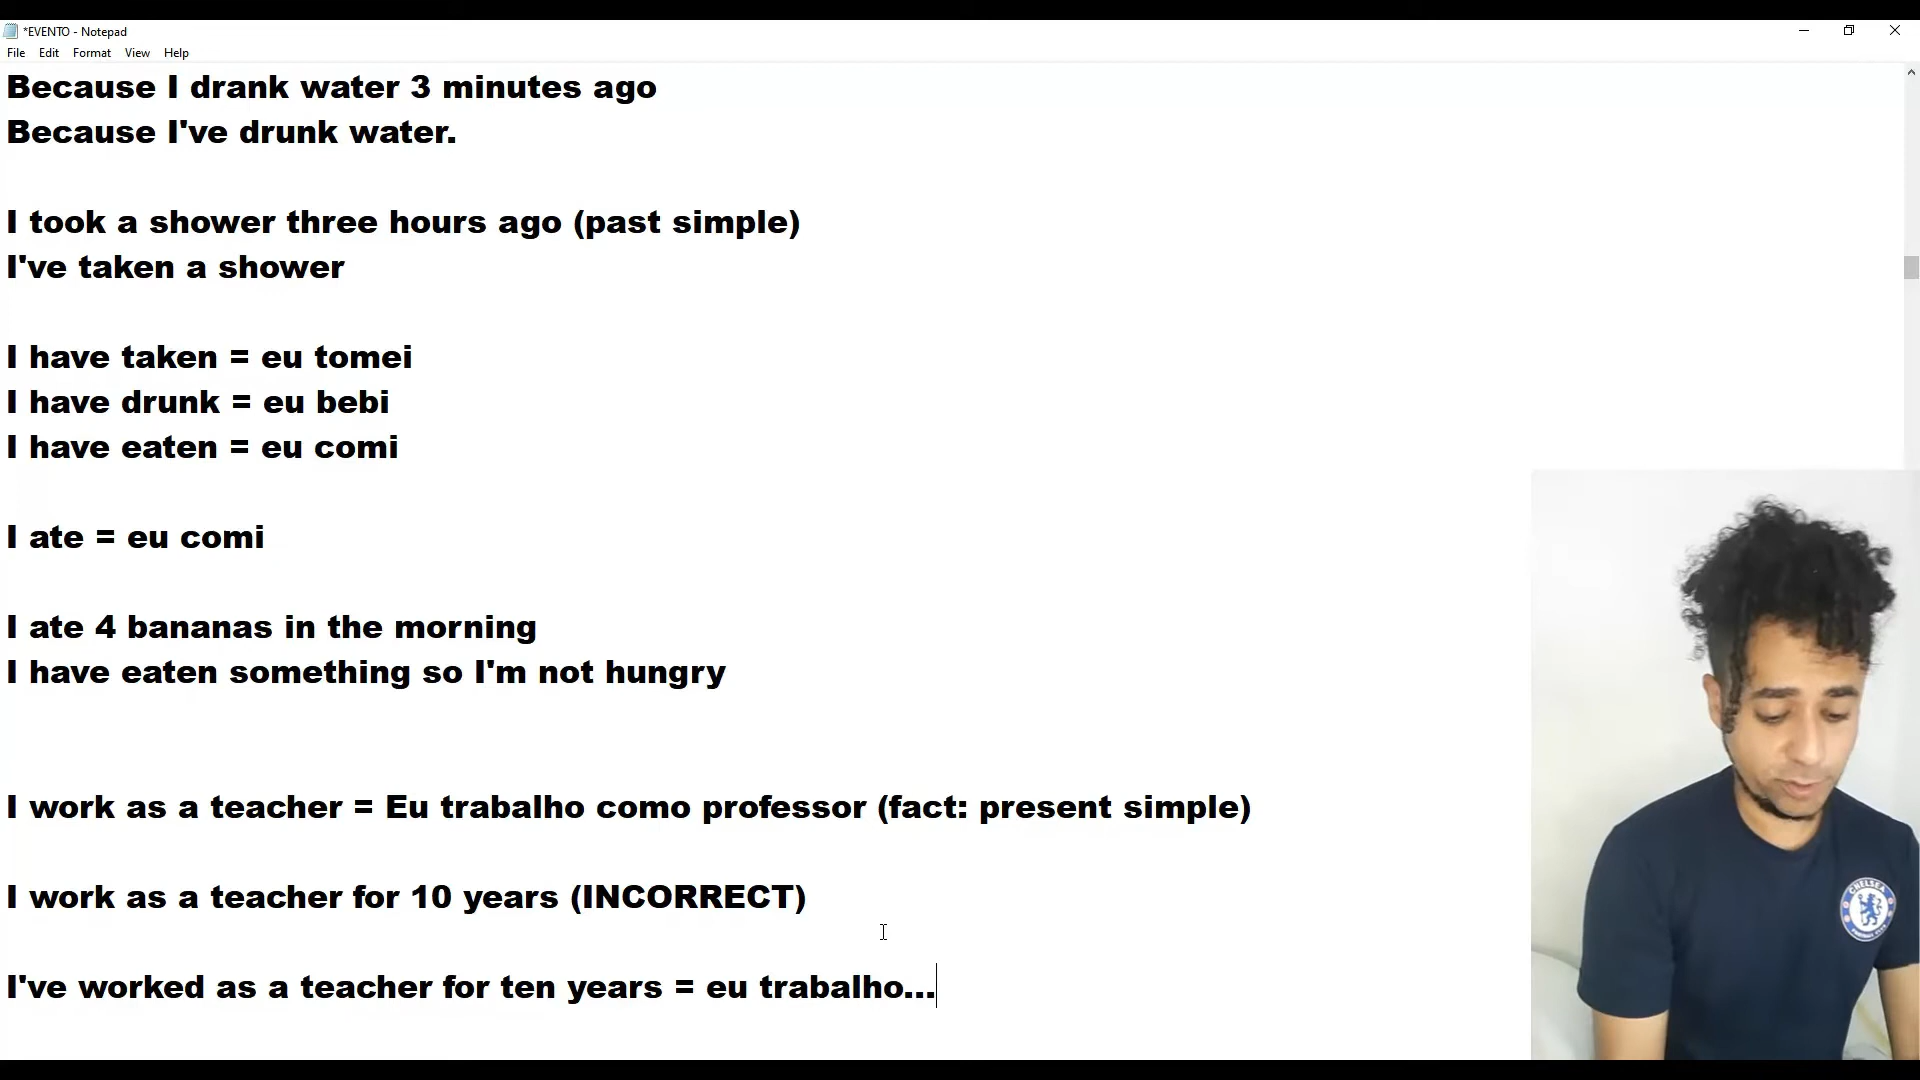 *EVENTO - Notepad
File Edit Format View Help
Because I drank water 3 minutes ago
Because I've drunk water.
I took a shower three hours ago (past simple)
I've taken a shower
I have taken = eu tomei
I have drunk = eu bebi
I have eaten = eu comi
I ate = eu comi
I ate 4 bananas in the morning
I have eaten something so I'm not hungry
I work as a teacher = Eu trabalho como professor (fact: present simple)
I work as a teacher for 10 years (INCORRECT)
I've worked as a teacher for ten years = eu trabalho...
CHELSEA
FOOTBALL CLUB